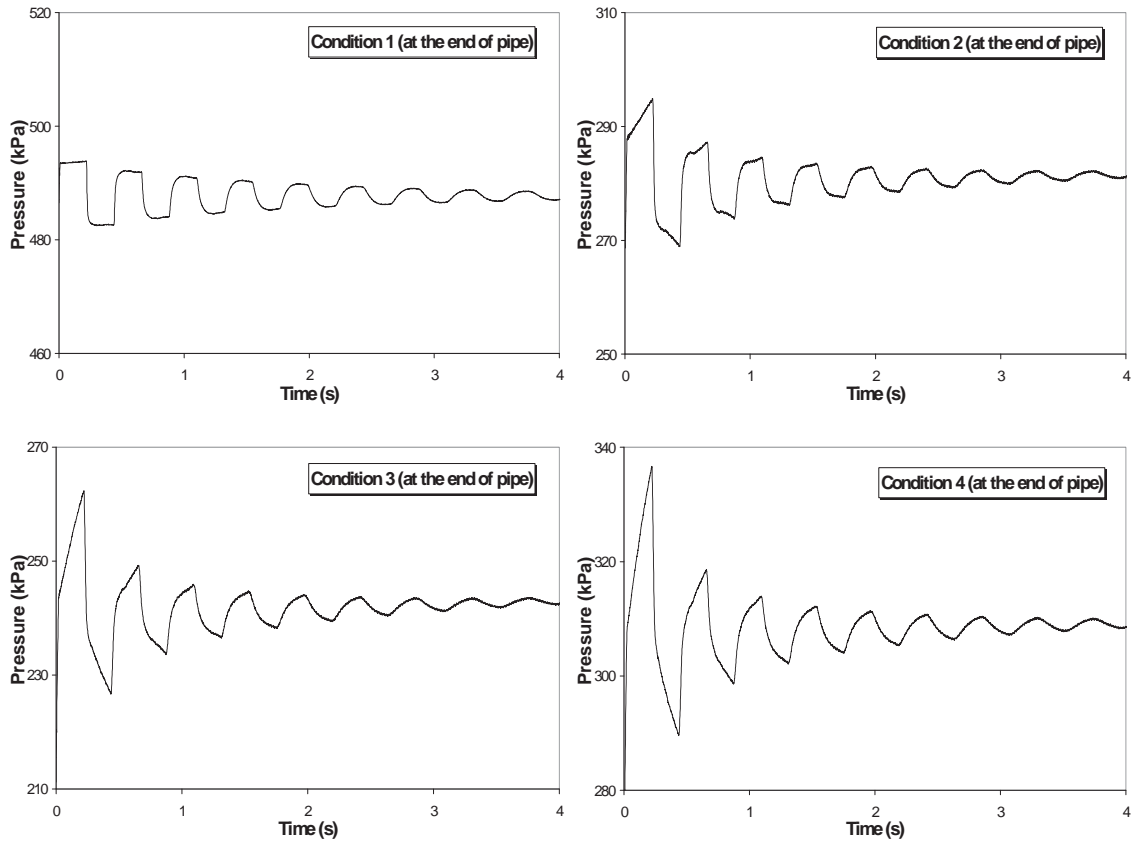 520
Condition 1 (at the end of pipe)
500
Pressure (kPa)
480
460
0 1 2 3 4
Time (s)
310
Condition 2 (at the end of pipe)
290
Pressure (kPa)
270
250
0 1 2 3 4
Time (s)
270
Condition 3 (at the end of pipe)
250
Pressure (kPa)
230
210
0 1 2 3 4
Time (s)
340
Condition 4 (at the end of pipe)
320
Pressure (kPa)
300
280
0 1 2 3 4
Time (s)